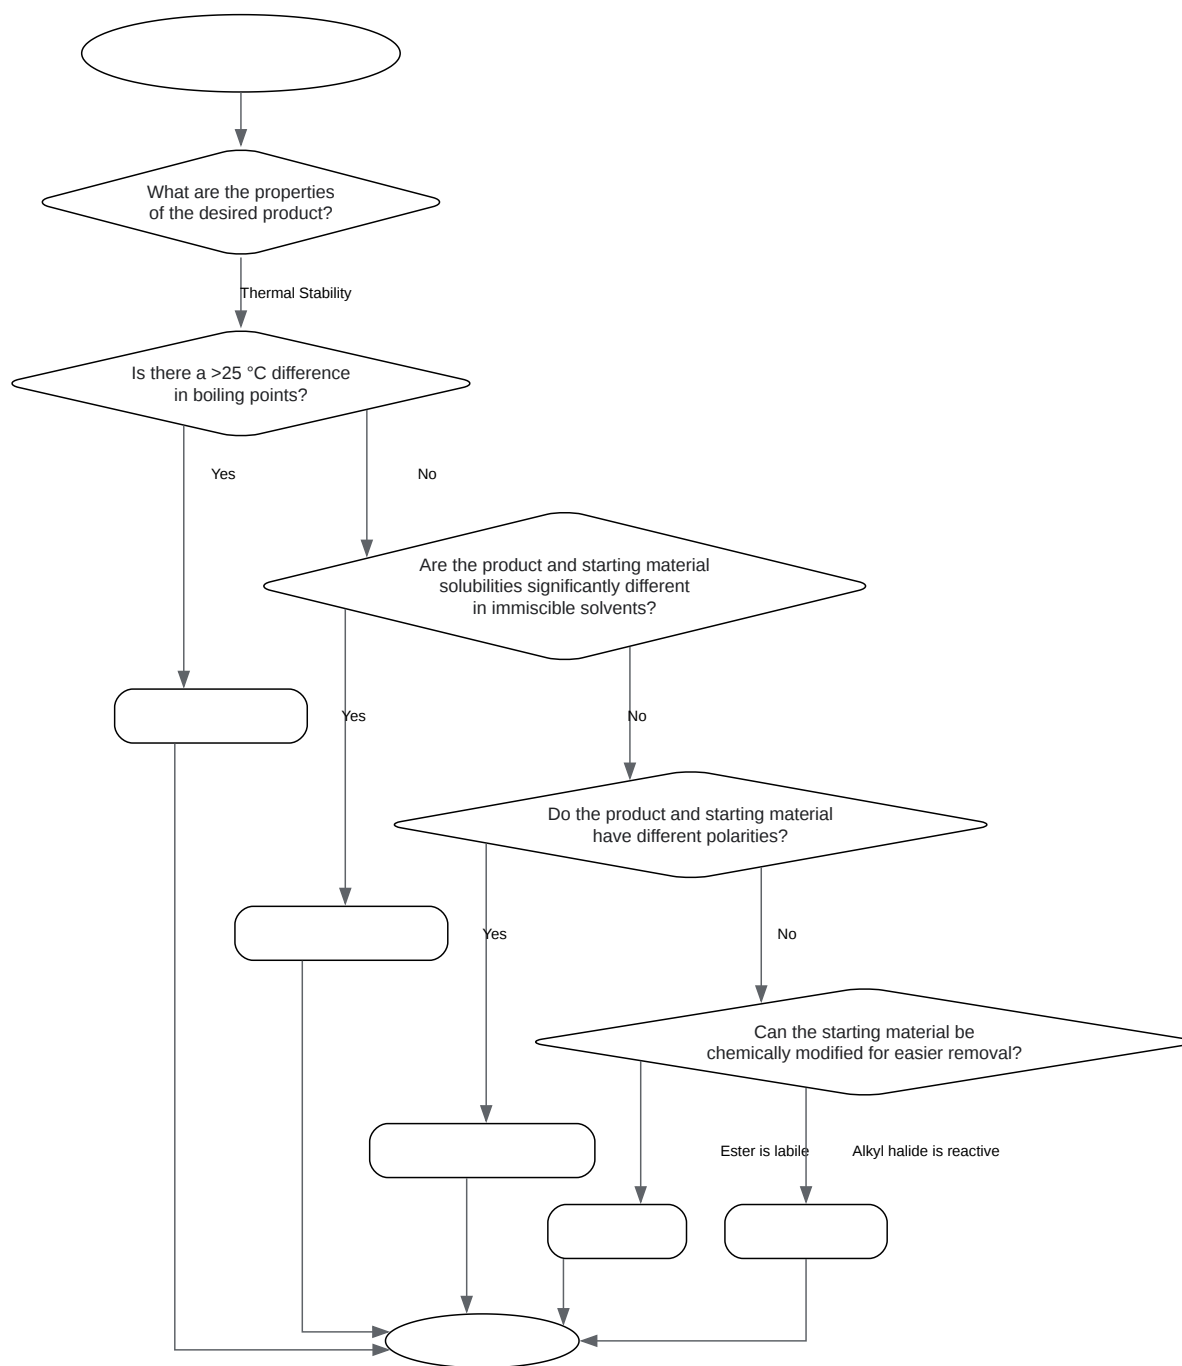 What are the properties
of the desired product?
Thermal Stability
Is there a >25 °C difference
in boiling points?
Yes
No
Are the product and starting material
solubilities significantly different
in immiscible solvents?
Yes
No
Do the product and starting material
have different polarities?
Yes
No
Can the starting material be
chemically modified for easier removal?
Ester is labile
Alkyl halide is reactive